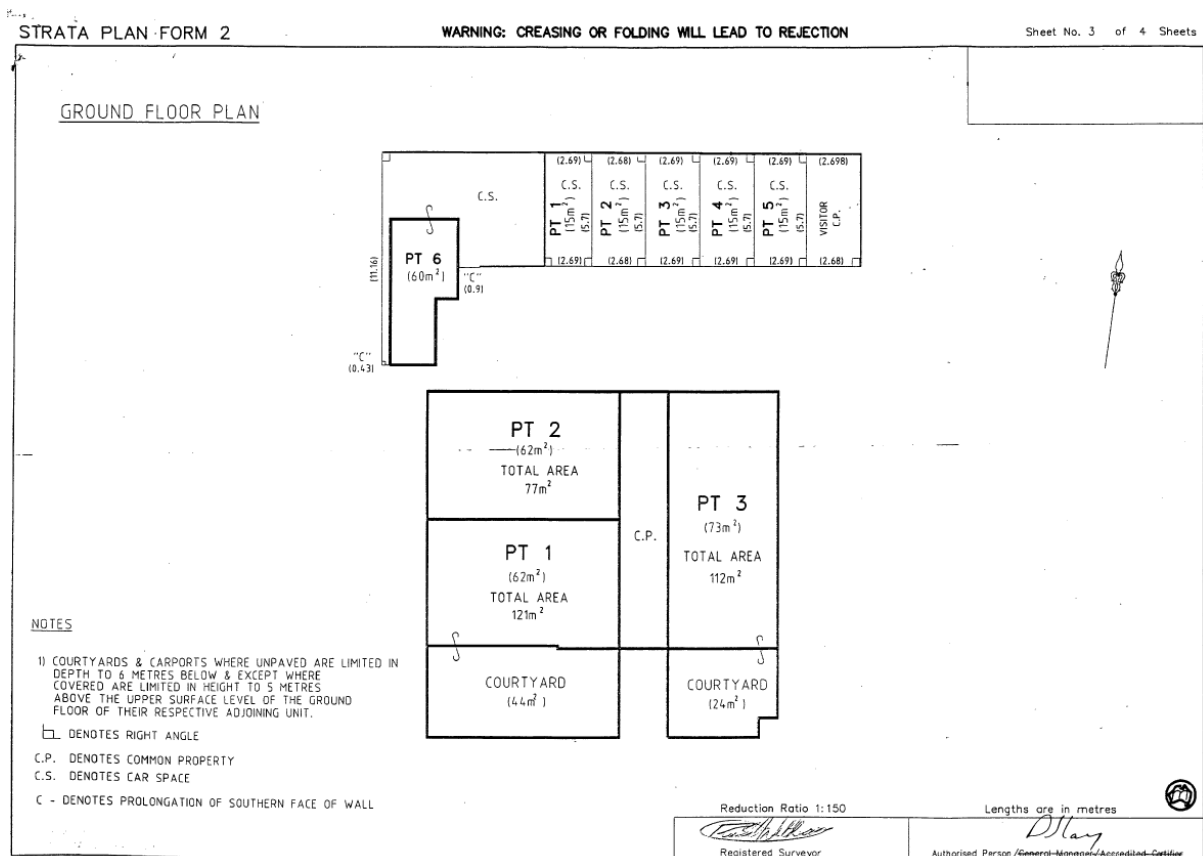 STRATA PLAN FORM 2
WARNING: CREASING OR FOLDING WILL LEAD TO REJECTION
Sheet No. 3 of 4 Sheets
GROUND FLOOR PLAN
(2.69) (2.68) (2.69) (2.69) (2.69) (2.698)
C.S.
C.S. C.S. C.S. C.S. C.S.
PT 1 (15m²) (5.7)
PT 2 (15m²) (5.7)
PT 3 (15m²) (5.7)
PT 4 (15m²) (5.7)
PT 5 (15m²) (5.7)
VISITOR C.P.
(2.69) (2.68) (2.69) (2.69) (2.69) (2.68)
(11.16)
PT 6
(60m²)
"C"
(0.9)
"C"
(0.43)
PT 2
(62m²)
TOTAL AREA
77m²
PT 1
(62m²)
TOTAL AREA
121m²
C.P.
PT 3
(73m²)
TOTAL AREA
112m²
COURTYARD
(44m²)
COURTYARD
(24m²)
NOTES
1) COURTYARDS & CARPORTS WHERE UNPAVED ARE LIMITED IN
DEPTH TO 6 METRES BELOW & EXCEPT WHERE
COVERED ARE LIMITED IN HEIGHT TO 5 METRES
ABOVE THE UPPER SURFACE LEVEL OF THE GROUND
FLOOR OF THEIR RESPECTIVE ADJOINING UNIT.
DENOTES RIGHT ANGLE
C.P. DENOTES COMMON PROPERTY
C.S. DENOTES CAR SPACE
C - DENOTES PROLONGATION OF SOUTHERN FACE OF WALL
Reduction Ratio 1:150
Lengths are in metres
Registered Surveyor
Authorised Person /General Manager/Accredited Certifier